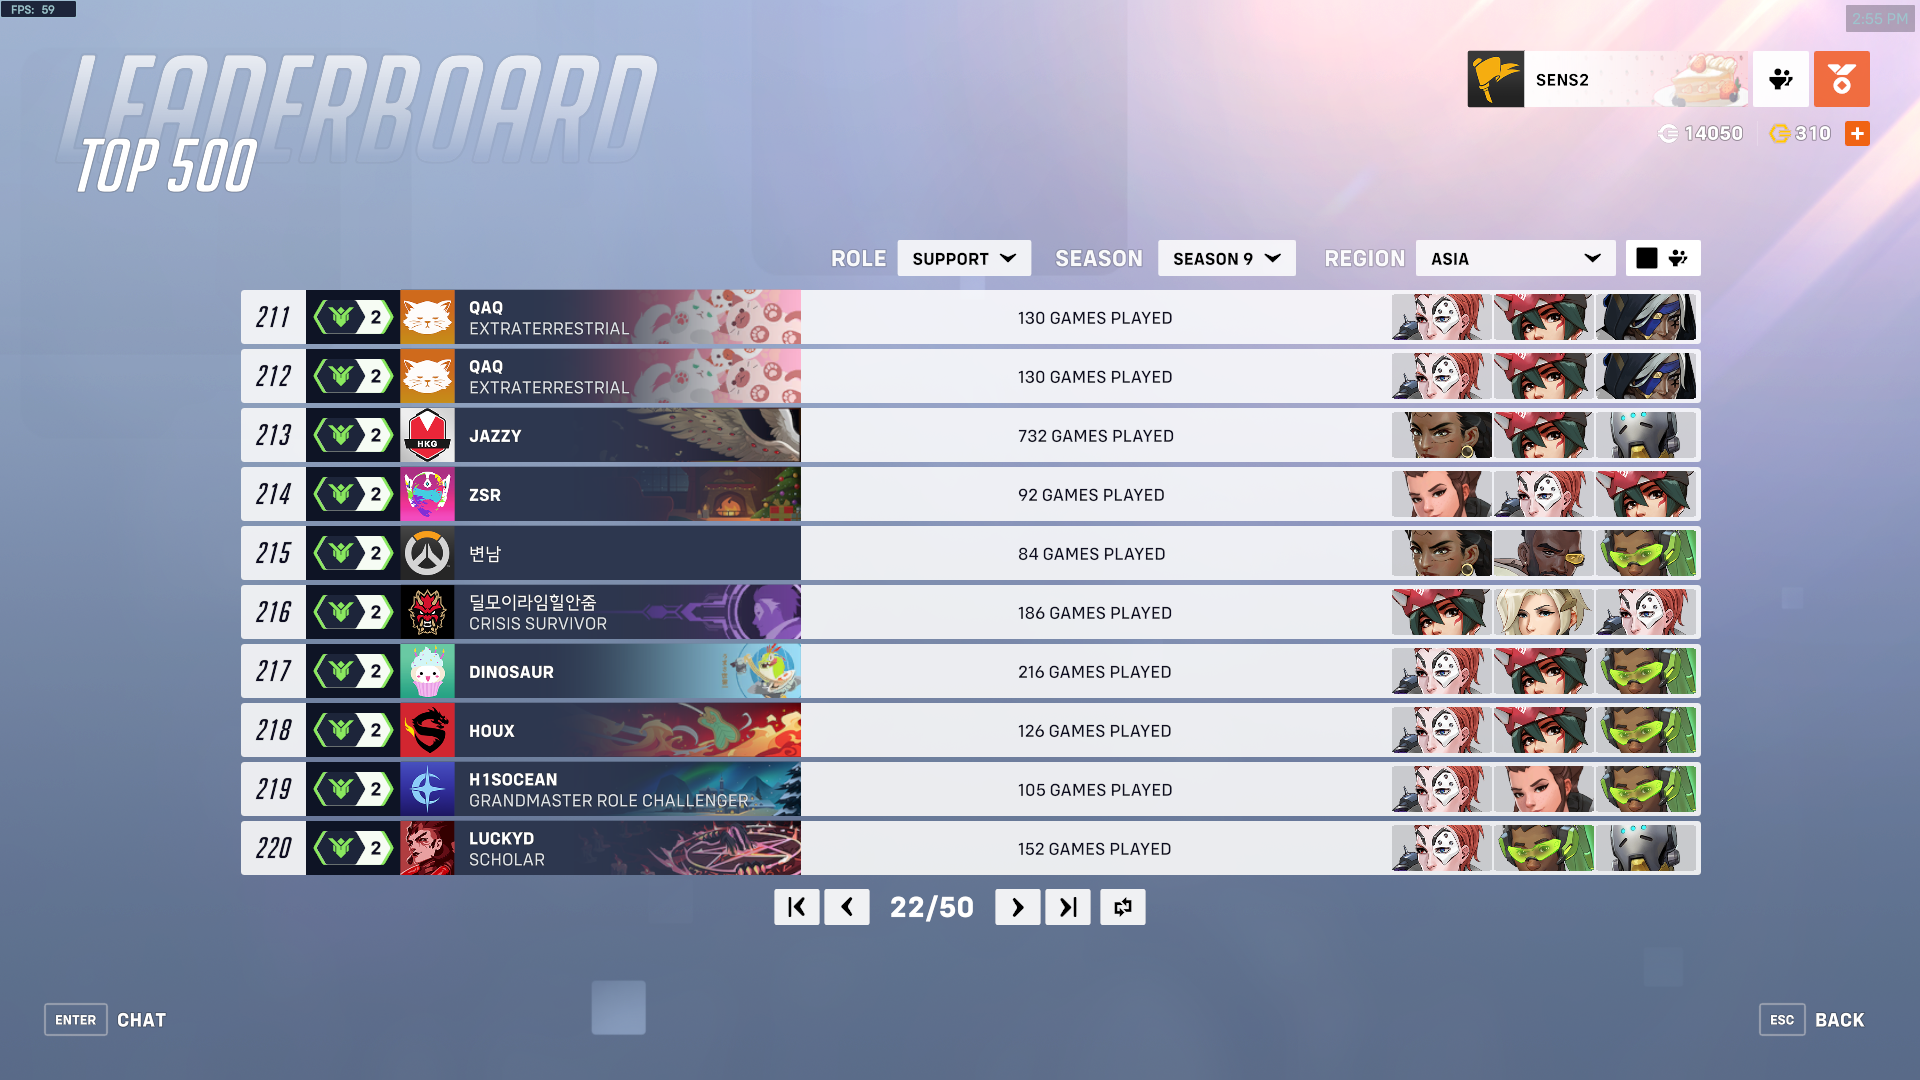 FPS: 59
2:55 PM
LEADERBOARD
TOP 500
SENS2
14050
310
ROLE SUPPORT SEASON SEASON 9 REGION ASIA
211 2 QAQ EXTRATERRESTRIAL 130 GAMES PLAYED
212 2 QAQ EXTRATERRESTRIAL 130 GAMES PLAYED
213 2 HKG JAZZY 732 GAMES PLAYED
214 2 ZSR 92 GAMES PLAYED
215 2 변남 84 GAMES PLAYED
216 2 딜모이라임힐안줌 CRISIS SURVIVOR 186 GAMES PLAYED
217 2 DINOSAUR 216 GAMES PLAYED
218 2 HOUX 126 GAMES PLAYED
219 2 H1SOCEAN GRANDMASTER ROLE CHALLENGER 105 GAMES PLAYED
220 2 LUCKYD SCHOLAR 152 GAMES PLAYED
22/50
ENTER CHAT
ESC BACK